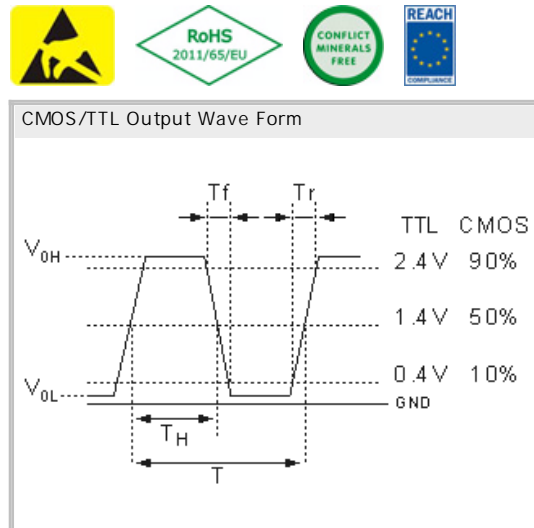 RoHS
2011/65/EU
CONFLICT
MINERALS
FREE
REACH
COMPLIANCE
CMOS/TTL Output Wave Form
Tf Tr
TTL CMOS
V0H
2.4V 90%
1.4V 50%
0.4V 10%
V0L
GND
TH
T